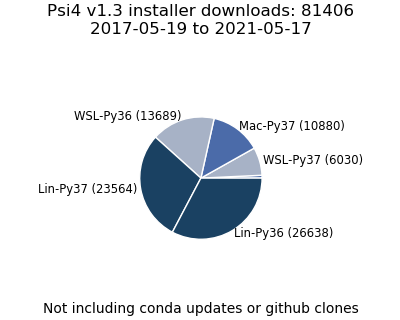 Psi4 v1.3 installer downloads: 81406
2017-05-19 to 2021-05-17
WSL-Py36 (13689)
Mac-Py37 (10880)
WSL-Py37 (6030)
Lin-Py37 (23564)
Lin-Py36 (26638)
Not including conda updates or github clones